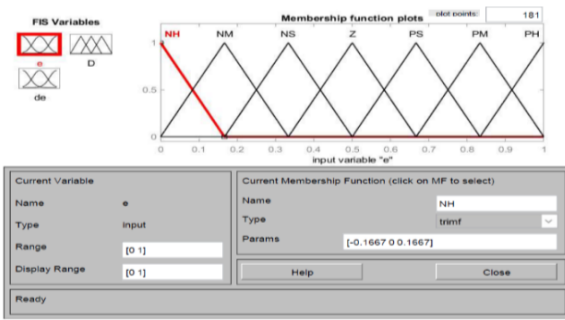 FIS Variables
Membership function plots
plot points:
181
e
D
de
NH
NM
NS
Z
PS
PM
PH
1
0.5
0
0 0.1 0.2 0.3 0.4 0.5 0.6 0.7 0.8 0.9 1
input variable "e"
Current Variable
Name e
Type input
Range [0 1]
Display Range [0 1]
Current Membership Function (click on MF to select)
Name NH
Type trimf
Params [-0.1667 0 0.1667]
Help
Close
Ready